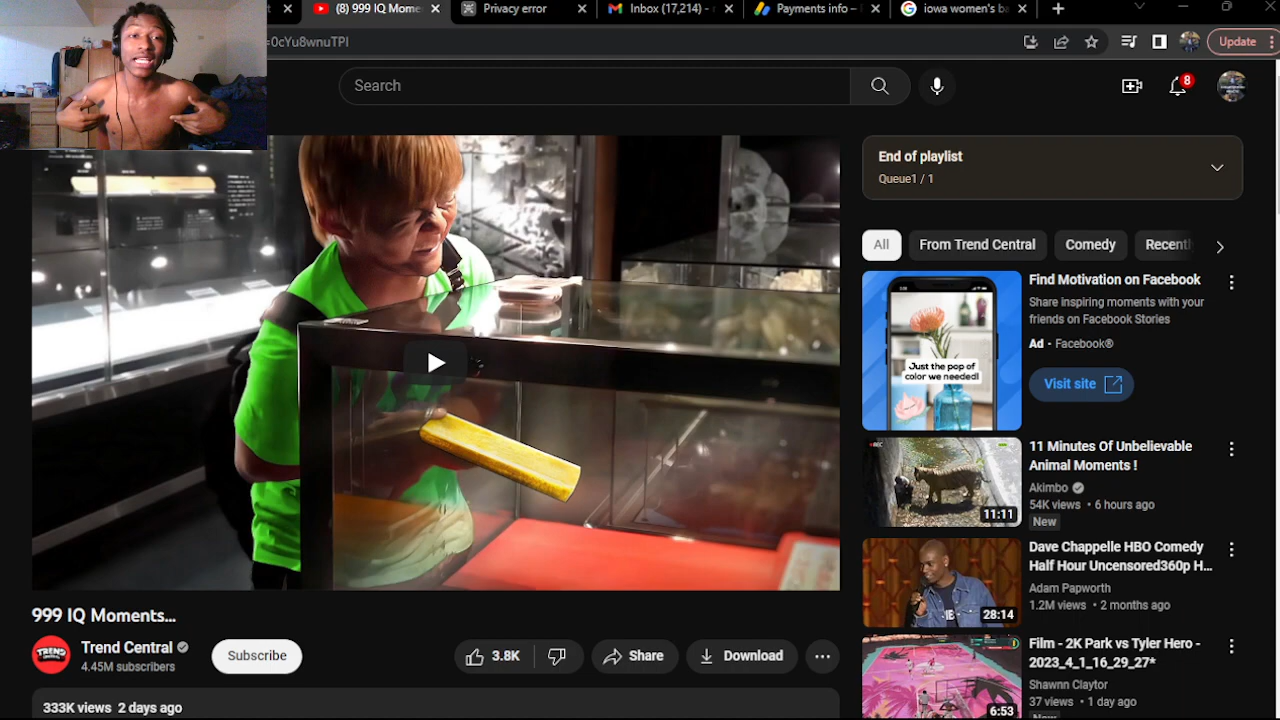 (8) 999 IQ Mome
Privacy error
Inbox (17,214) -
Payments info –
iowa women's ba
=0cYu8wnuTPI
Update
Search
8
End of playlist
Queue1 / 1
All
From Trend Central
Comedy
Recentl
Find Motivation on Facebook
Share inspiring moments with your
friends on Facebook Stories
Ad • Facebook®
Visit site
Just the pop of
color we needed!
11 Minutes Of Unbelievable
Animal Moments !
Akimbo
54K views • 6 hours ago
New
REC
11:11
Dave Chappelle HBO Comedy
Half Hour Uncensored360p H...
Adam Papworth
1.2M views • 2 months ago
28:14
Film - 2K Park vs Tyler Hero -
2023_4_1_16_29_27*
Shawnn Claytor
37 views • 1 day ago
New
6:53
999 IQ Moments...
TREND
Trend Central
4.45M subscribers
Subscribe
3.8K
Share
Download
333K views 2 days ago